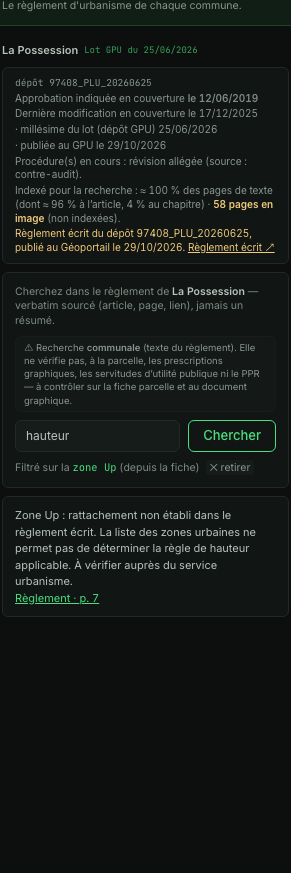 Le règlement d'urbanisme de chaque commune.
La Possession Lot GPU du 25/06/2026
dépôt 97408_PLU_20260625
Approbation indiquée en couverture le 12/06/2019
Dernière modification en couverture le 17/12/2025
· millésime du lot (dépôt GPU) 25/06/2026
· publiée au GPU le 29/10/2026
Procédure(s) en cours : révision allégée (source :
contre-audit).
Indexé pour la recherche : ≈ 100 % des pages de texte
(dont ≈ 96 % à l'article, 4 % au chapitre) · 58 pages en
image (non indexées).
Règlement écrit du dépôt 97408_PLU_20260625,
publié au Géoportail le 29/10/2026. Règlement écrit ↗
Cherchez dans le règlement de La Possession —
verbatim sourcé (article, page, lien), jamais un
résumé.
⚠ Recherche communale (texte du règlement). Elle
ne vérifie pas, à la parcelle, les prescriptions
graphiques, les servitudes d'utilité publique ni le PPR
— à contrôler sur la fiche parcelle et au document
graphique.
hauteur Chercher
Filtré sur la zone Up (depuis la fiche) ✕ retirer
Zone Up : rattachement non établi dans le
règlement écrit. La liste des zones urbaines ne
permet pas de déterminer la règle de hauteur
applicable. À vérifier auprès du service
urbanisme.
Règlement · p. 7